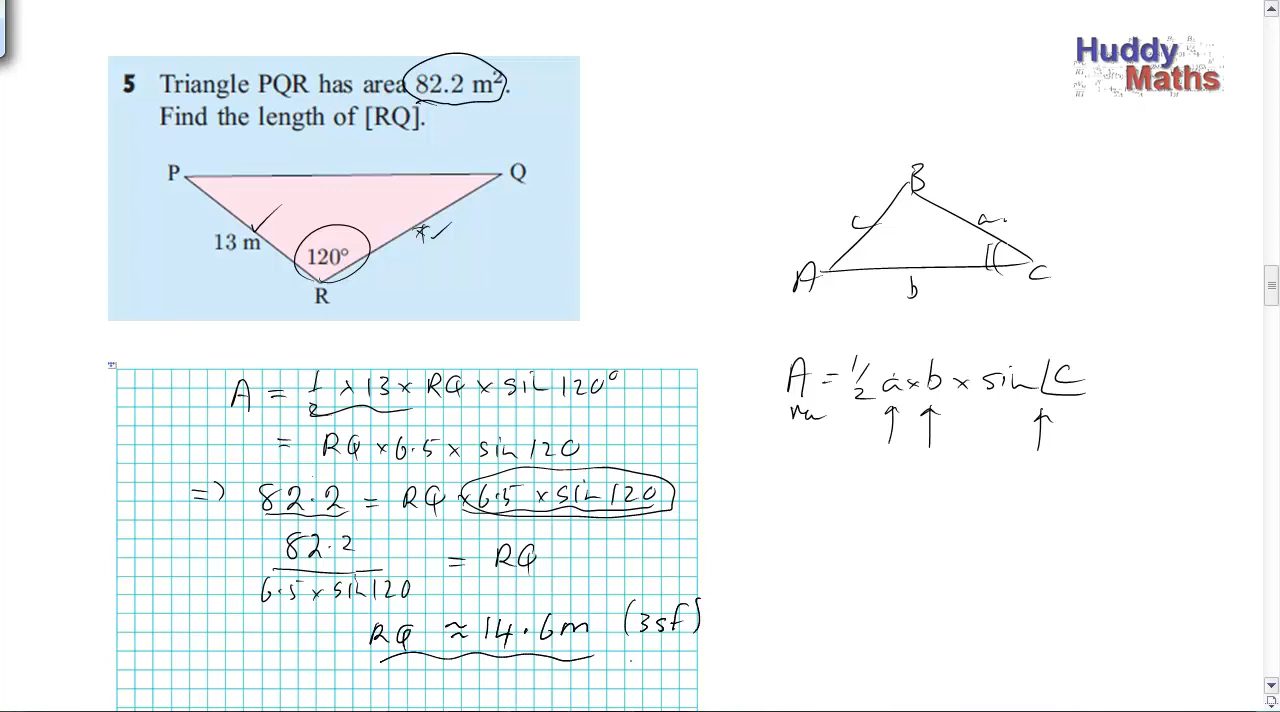 Huddy
Maths
5 Triangle PQR has area 82.2 m².
Find the length of [RQ].
P
Q
13 m
120°
R
*
B
c
a
A
b
C
A = 1/2 × 13 × RQ × sin 120°
= RQ × 6.5 × sin 120
=> 82.2 = RQ × 6.5 × sin 120
82.2
= RQ
6.5 × sin 120
RQ ≈ 14.6m (3sf)
A = 1/2 a × b × sin ∠C